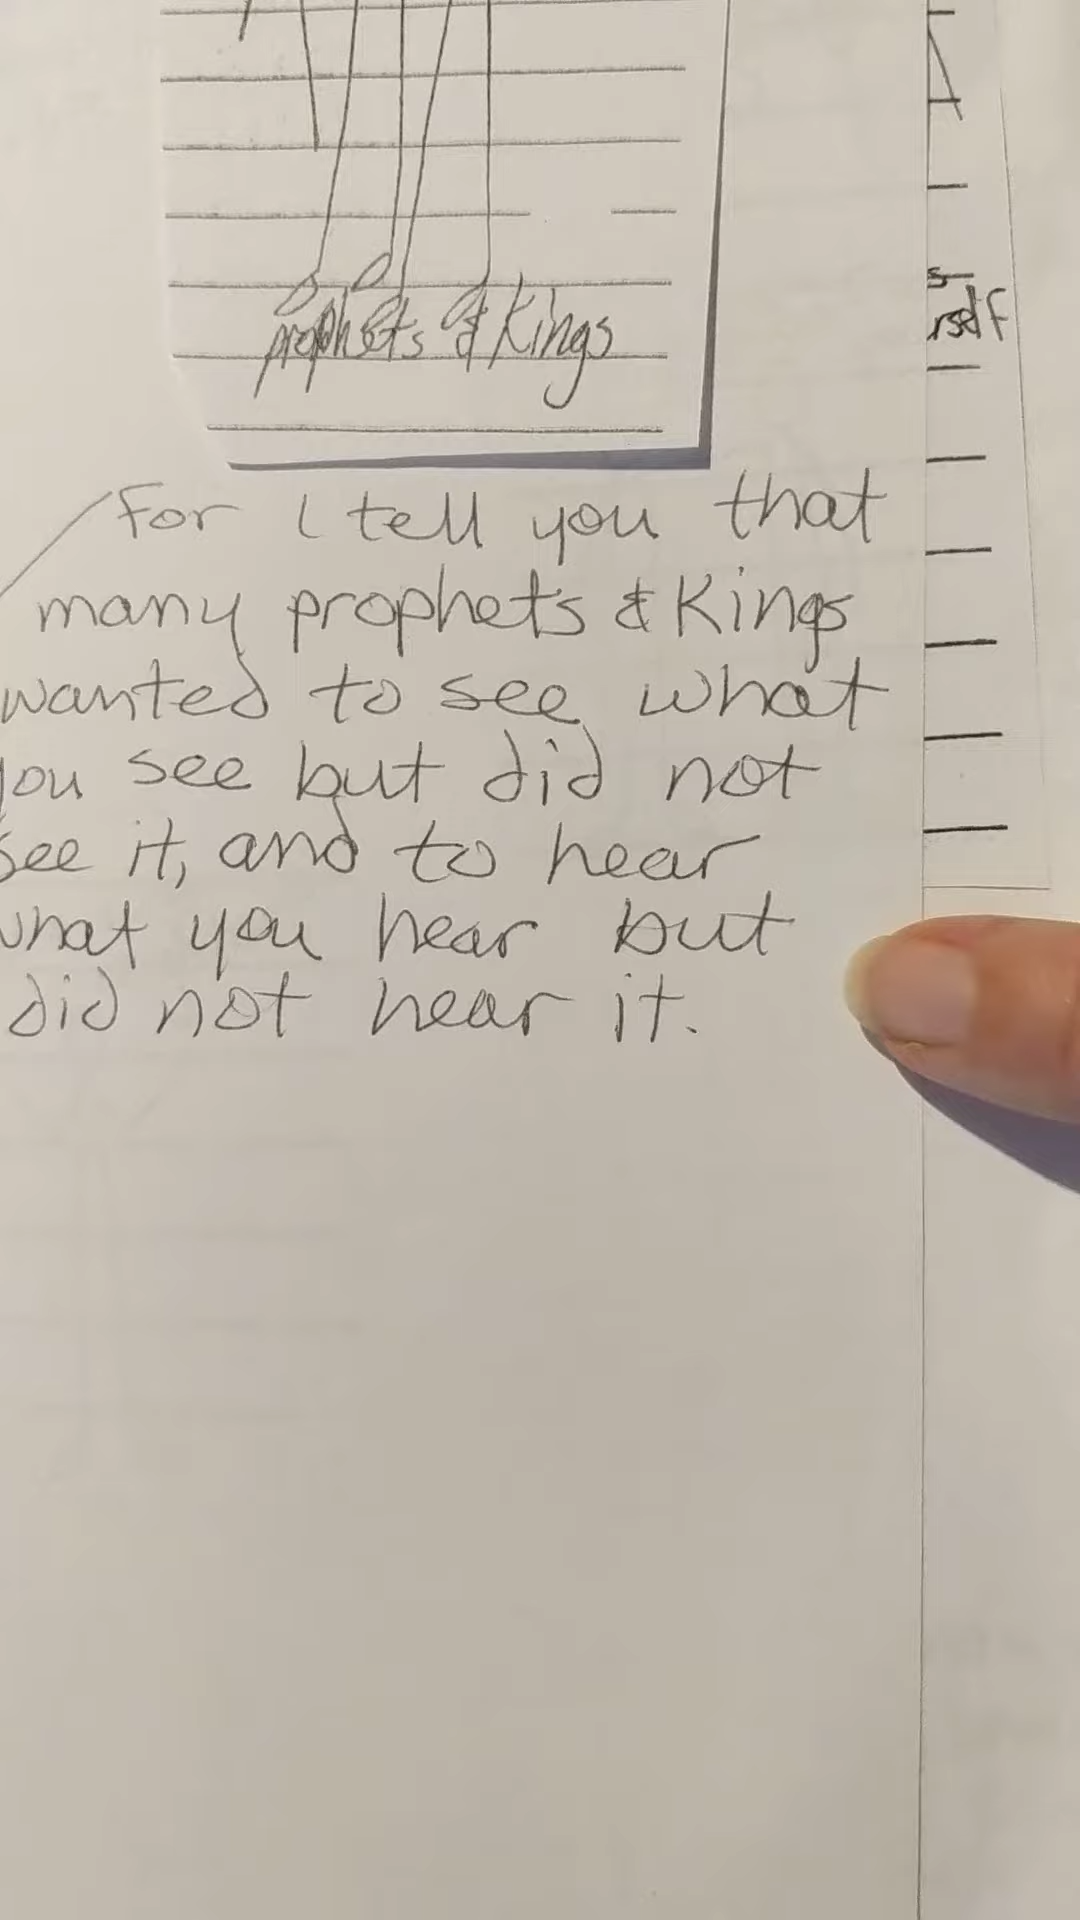 prophets & Kings
s
rself
For I tell you that
many prophets & Kings
wanted to see what
you see but did not
see it, and to hear
what you hear but
did not hear it.